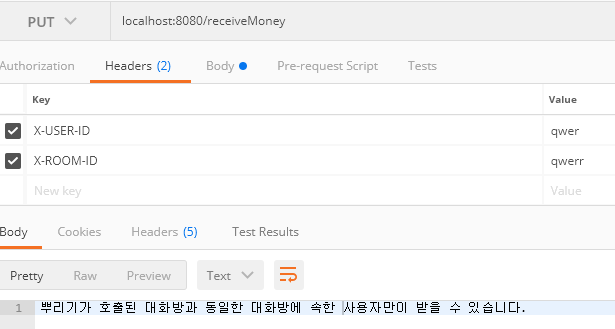 PUT localhost:8080/receiveMoney
Authorization Headers (2) Body Pre-request Script Tests
Key Value
X-USER-ID qwer
X-ROOM-ID qwerr
New key Value
Body Cookies Headers (5) Test Results
Pretty Raw Preview Text
1 뿌리기가 호출된 대화방과 동일한 대화방에 속한 사용자만이 받을 수 있습니다.